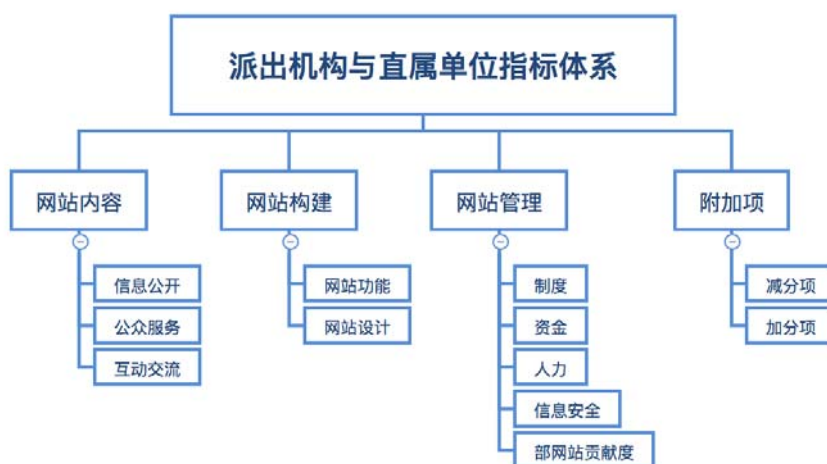 派出机构与直属单位指标体系
网站内容
网站构建
网站管理
附加项
信息公开
公众服务
互动交流
网站功能
网站设计
制度
资金
人力
信息安全
部网站贡献度
减分项
加分项